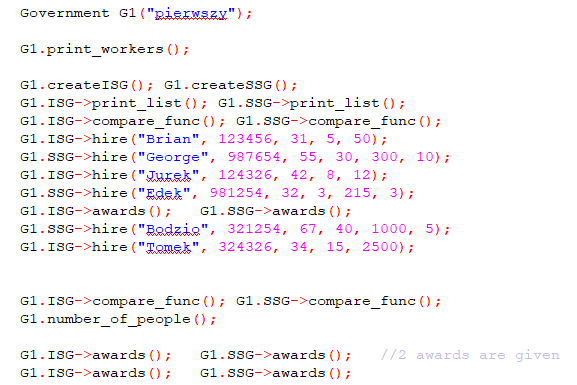 Government G1("pierwszy");
G1.print_workers();
G1.createISG(); G1.createSSG();
G1.ISG->print_list(); G1.SSG->print_list();
G1.ISG->compare_func(); G1.SSG->compare_func();
G1.ISG->hire("Brian", 123456, 31, 5, 50);
G1.SSG->hire("George", 987654, 55, 30, 300, 10);
G1.ISG->hire("Jurek", 124326, 42, 8, 12);
G1.SSG->hire("Edek", 981254, 32, 3, 215, 3);
G1.ISG->awards();   G1.SSG->awards();
G1.SSG->hire("Bodzio", 321254, 67, 40, 1000, 5);
G1.ISG->hire("Tomek", 324326, 34, 15, 2500);
G1.ISG->compare_func(); G1.SSG->compare_func();
G1.number_of_people();
G1.ISG->awards();   G1.SSG->awards();   //2 awards are given
G1.ISG->awards();   G1.SSG->awards();